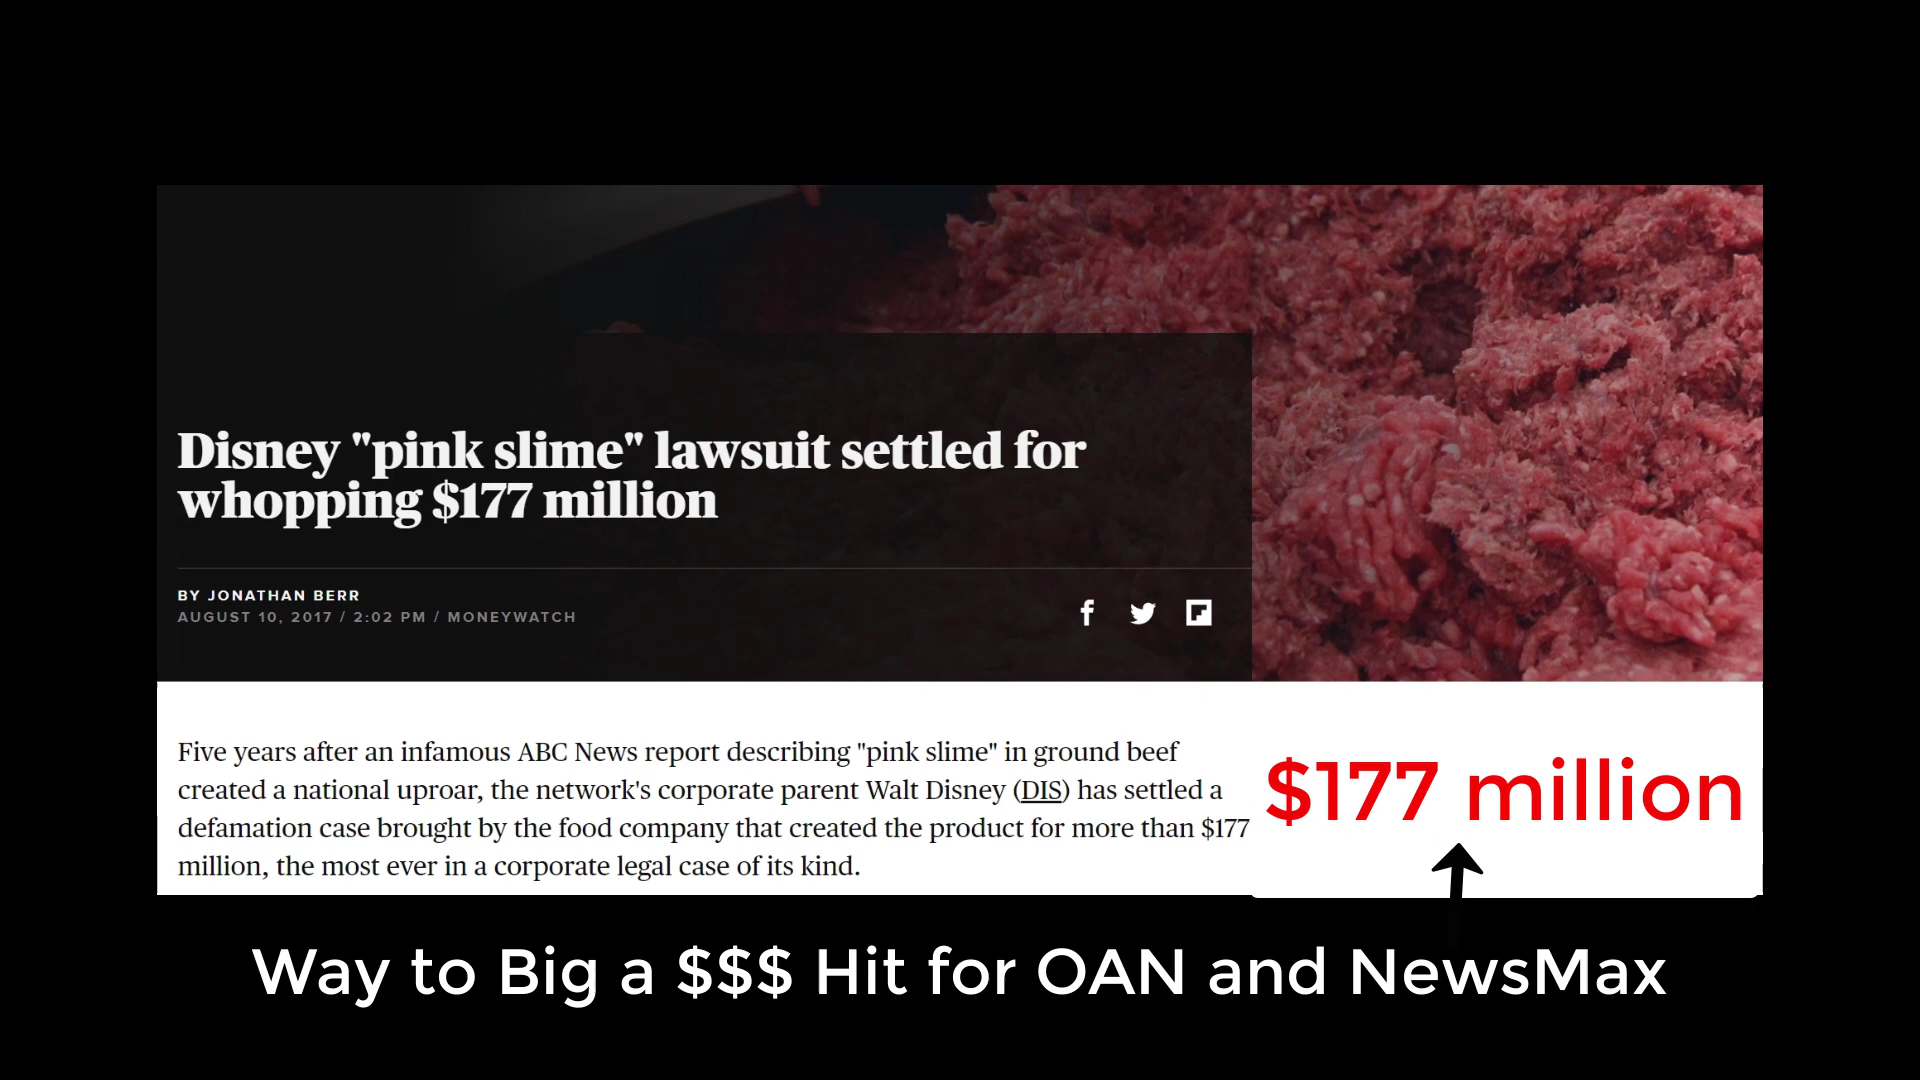 Disney "pink slime" lawsuit settled for
whopping $177 million
BY JONATHAN BERR
AUGUST 10, 2017 / 2:02 PM / MONEYWATCH
Five years after an infamous ABC News report describing "pink slime" in ground beef
created a national uproar, the network's corporate parent Walt Disney (DIS) has settled a
defamation case brought by the food company that created the product for more than $177
million, the most ever in a corporate legal case of its kind.
$177 million
Way to Big a $$$ Hit for OAN and NewsMax